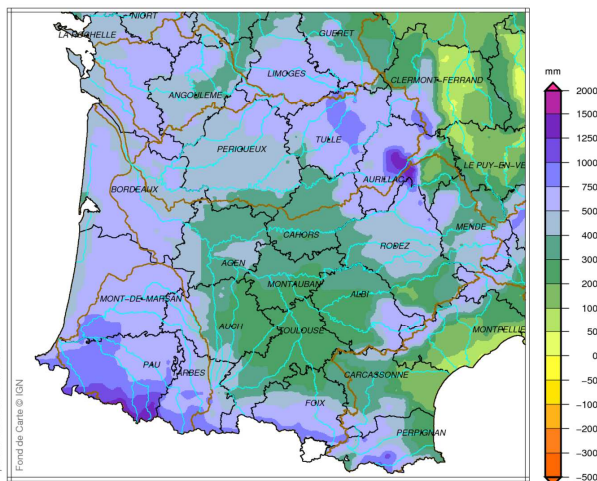 NIORT
LA ROCHELLE
GUERET
LIMOGES
CLERMONT-FERRAND
ANGOULEME
TULLE
PERIGUEUX
LE PUY-EN-VE
AURILLAC
BORDEAUX
MENDE
CAHORS
RODEZ
AGEN
MONTAUBAN
ALBI
MONT-DE-MARSAN
AUCH
TOULOUSE
MONTPELLIE
PAU
TARBES
CARCASSONNE
FOIX
PERPIGNAN
Fond de Carte © IGN
mm
2000
1500
1250
1000
750
500
400
300
200
100
50
0
−50
−100
−200
−300
−500